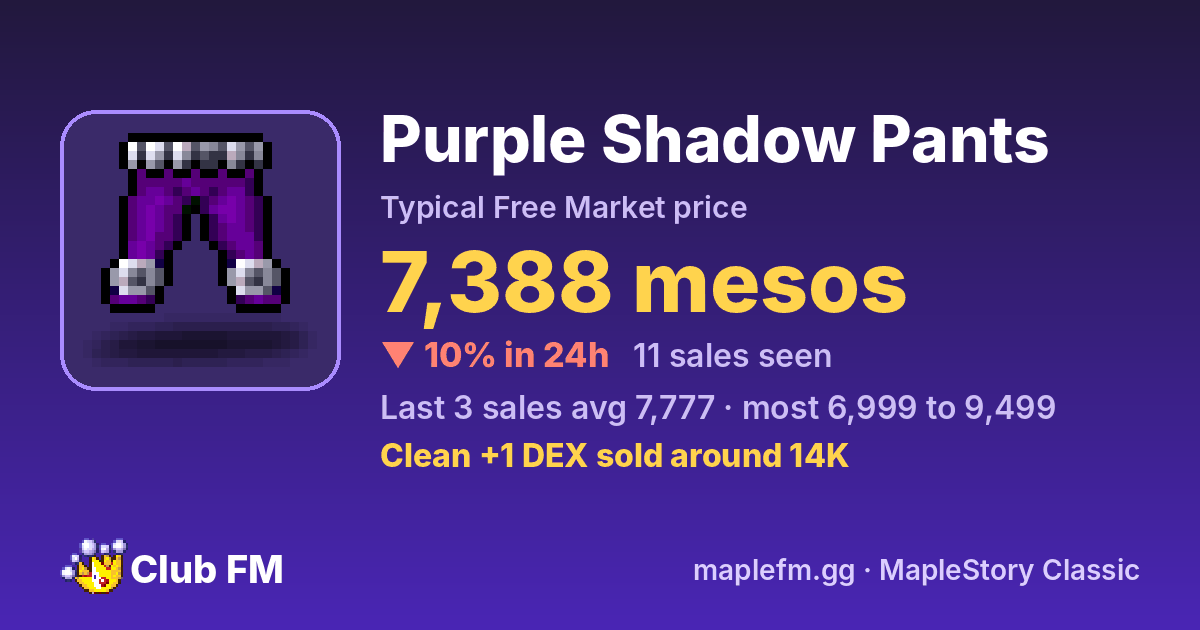 Purple Shadow Pants
Typical Free Market price
7,388 mesos
▼ 10% in 24h 11 sales seen
Last 3 sales avg 7,777 · most 6,999 to 9,499
Clean +1 DEX sold around 14K
Club FM
maplefm.gg · MapleStory Classic